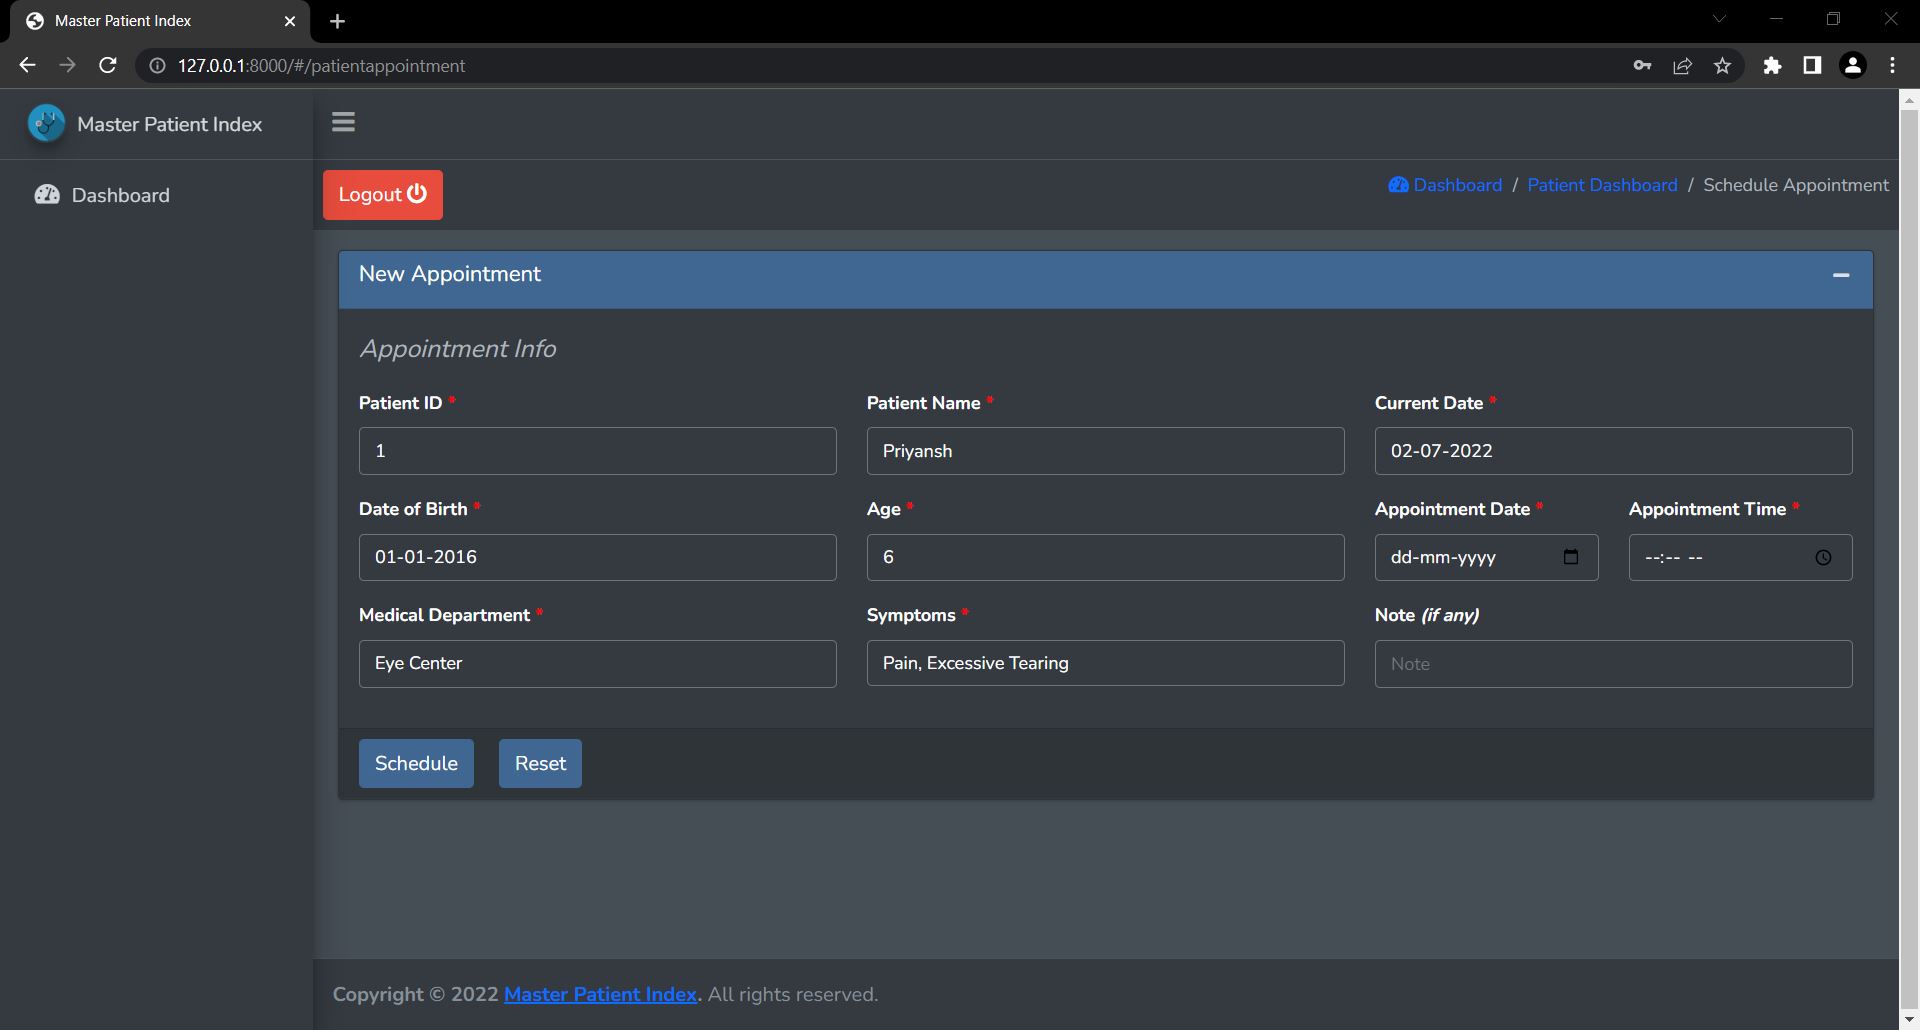 Master Patient Index
127.0.0.1:8000/#/patientappointment
Master Patient Index
Dashboard
Logout
Dashboard / Patient Dashboard / Schedule Appointment
New Appointment
Appointment Info
Patient ID * Patient Name * Current Date *
1 Priyansh 02-07-2022
Date of Birth * Age * Appointment Date * Appointment Time *
01-01-2016 6 dd-mm-yyyy --:-- --
Medical Department * Symptoms * Note (if any)
Eye Center Pain, Excessive Tearing Note
Schedule Reset
Copyright © 2022 Master Patient Index. All rights reserved.